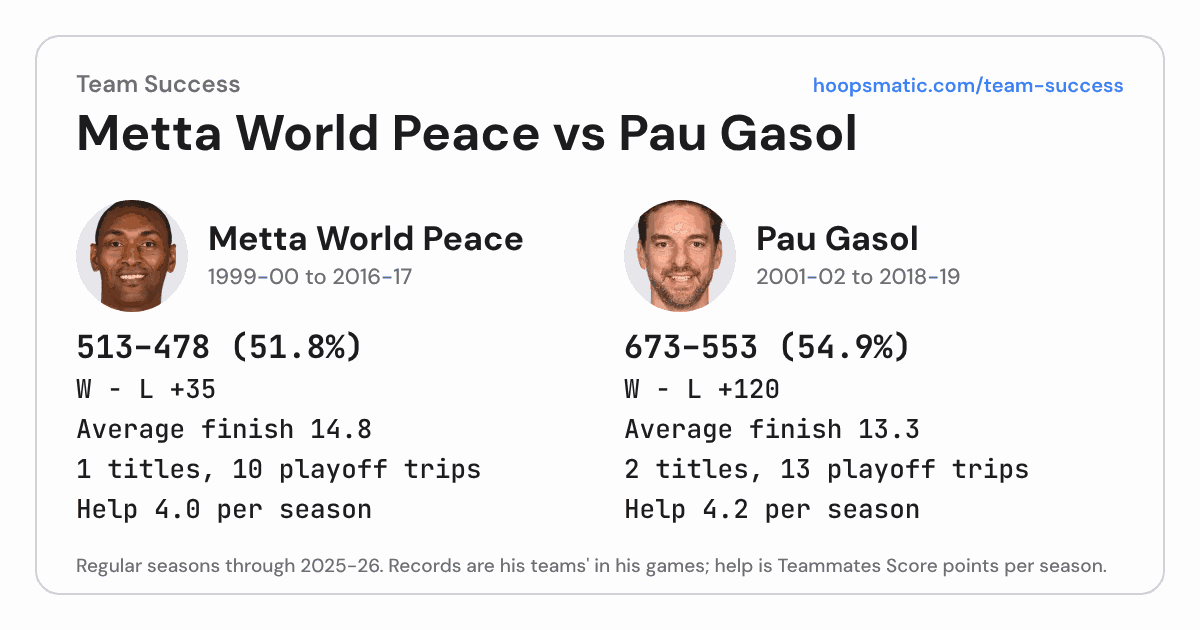 Team Success
hoopsmatic.com/team-success
Metta World Peace vs Pau Gasol
Metta World Peace
1999–00 to 2016–17
513–478 (51.8%)
W - L +35
Average finish 14.8
1 titles, 10 playoff trips
Help 4.0 per season
Pau Gasol
2001–02 to 2018–19
673–553 (54.9%)
W - L +120
Average finish 13.3
2 titles, 13 playoff trips
Help 4.2 per season
Regular seasons through 2025-26. Records are his teams' in his games; help is Teammates Score points per season.